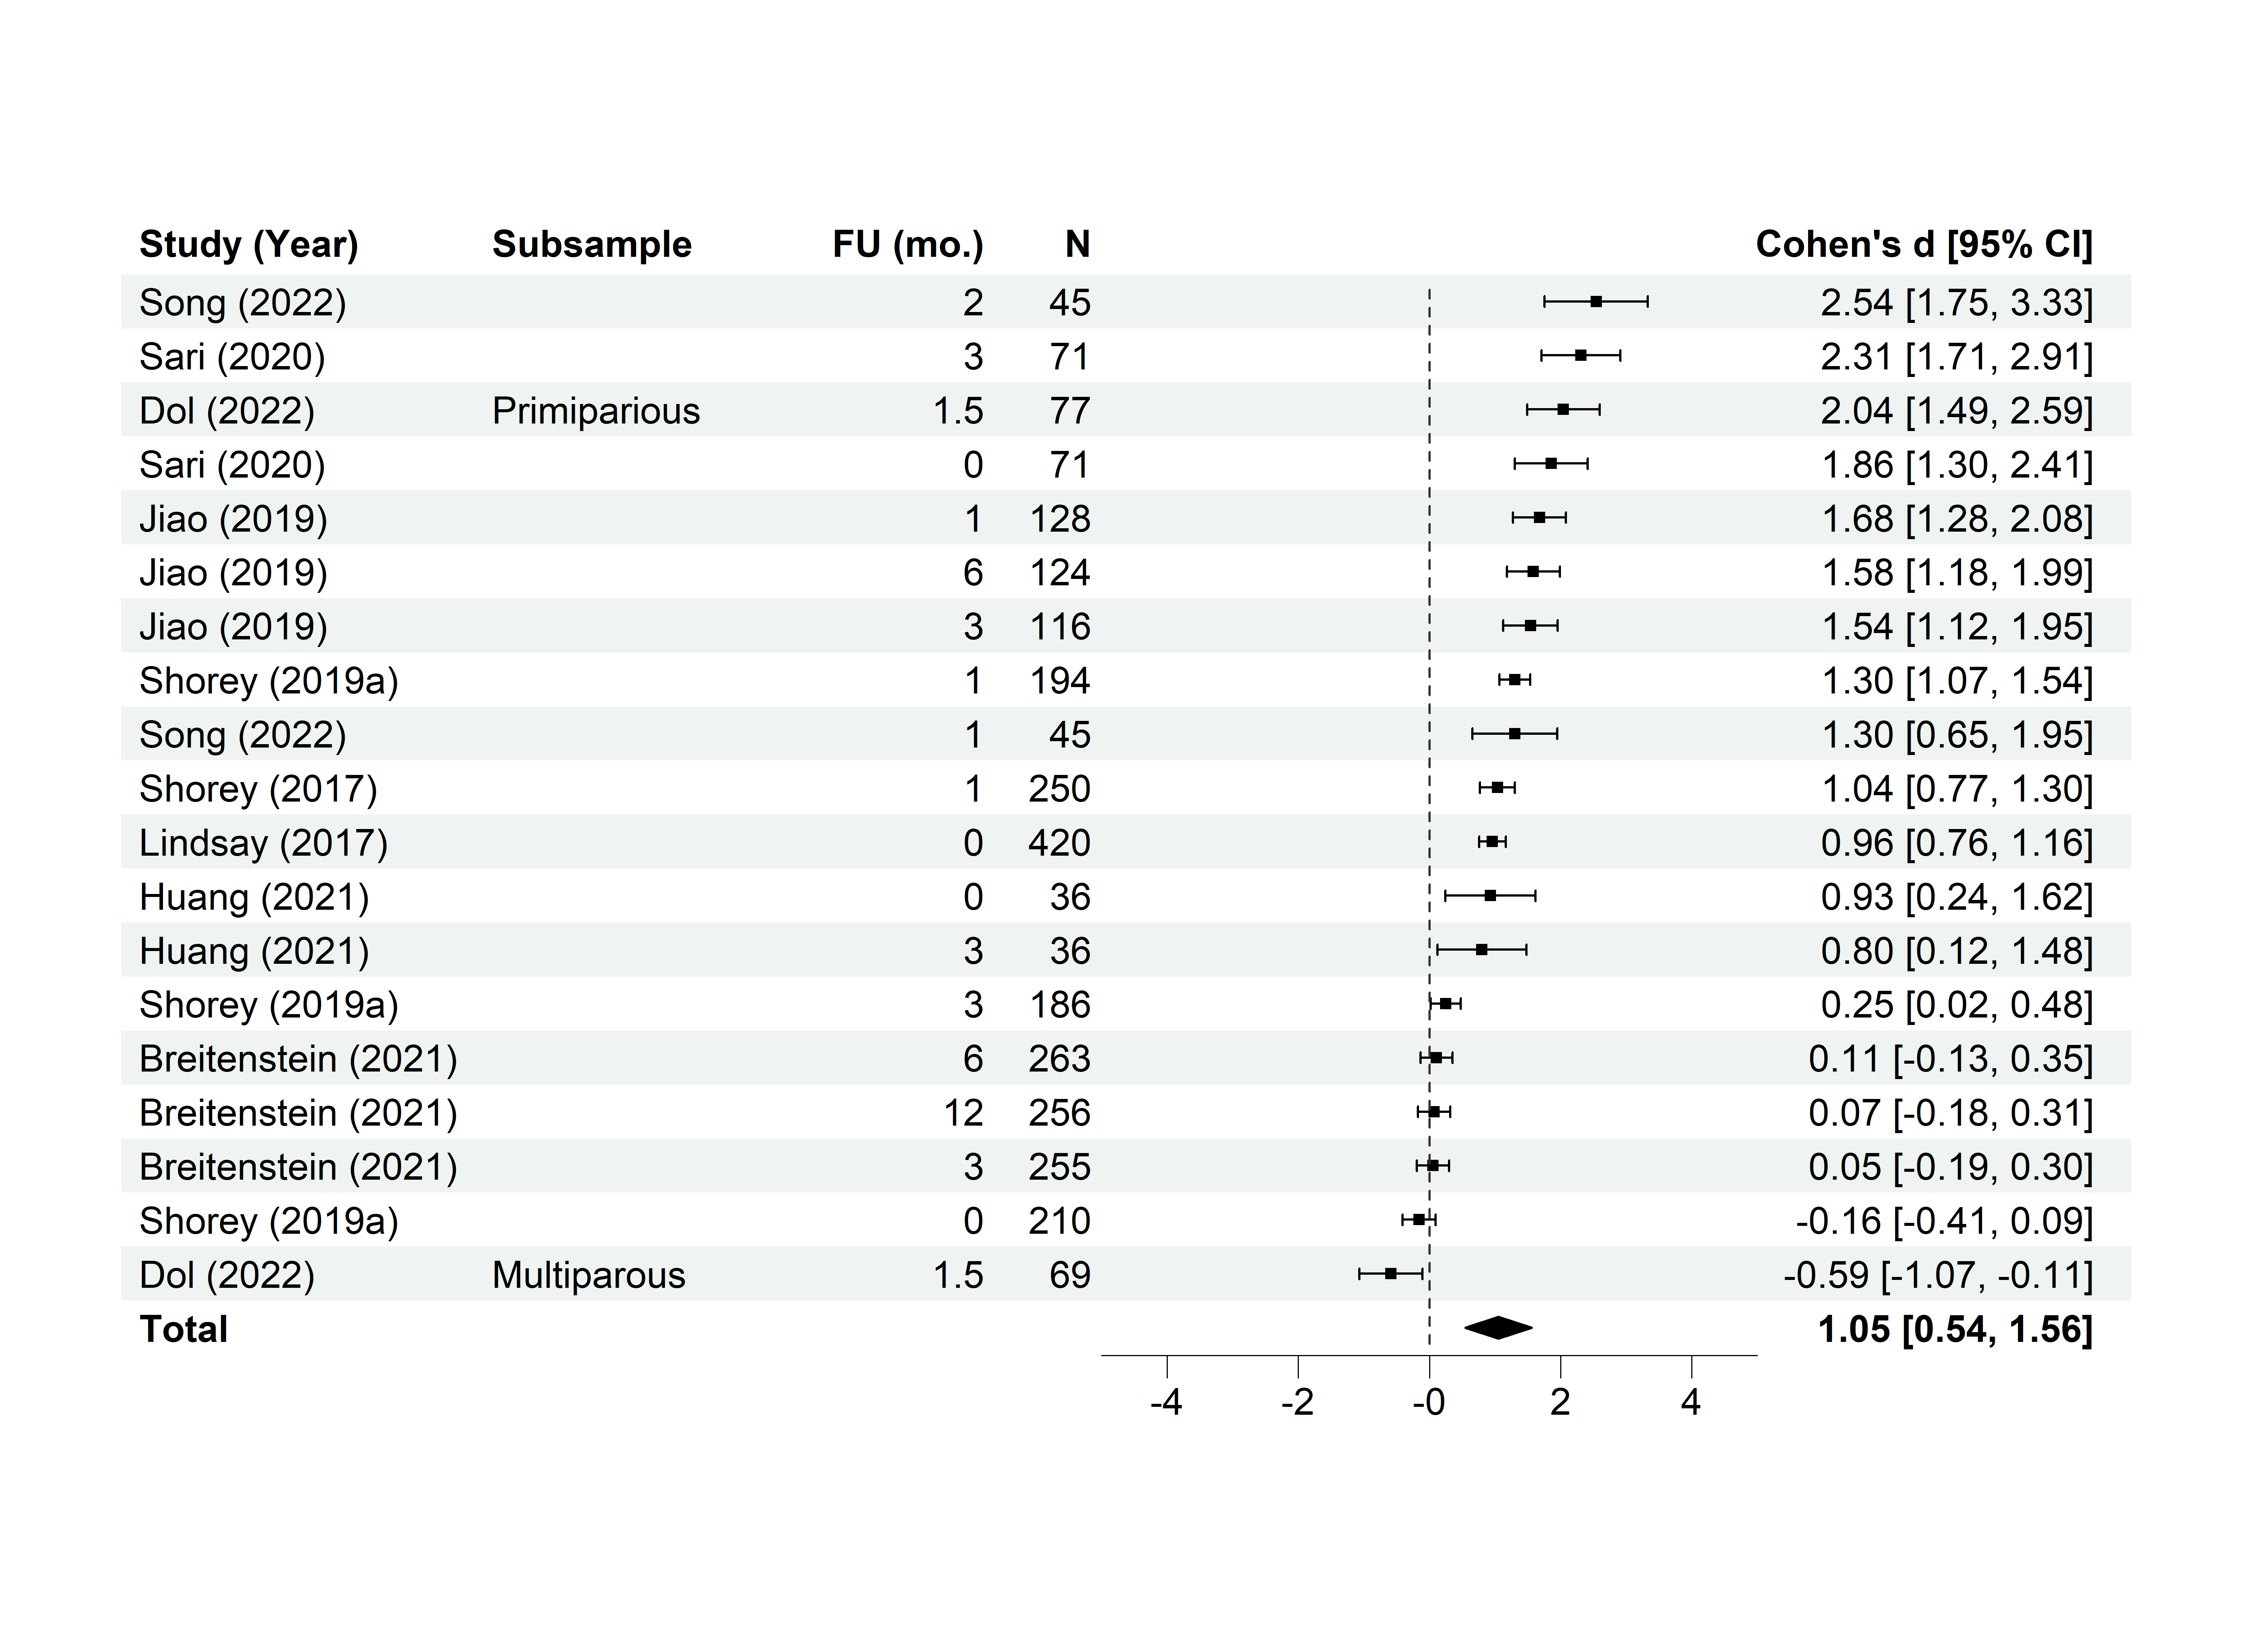 Study (Year) Subsample FU (mo.) N Cohen's d [95% CI]
Song (2022) 2 45 2.54 [1.75, 3.33]
Sari (2020) 3 71 2.31 [1.71, 2.91]
Dol (2022) Primiparious 1.5 77 2.04 [1.49, 2.59]
Sari (2020) 0 71 1.86 [1.30, 2.41]
Jiao (2019) 1 128 1.68 [1.28, 2.08]
Jiao (2019) 6 124 1.58 [1.18, 1.99]
Jiao (2019) 3 116 1.54 [1.12, 1.95]
Shorey (2019a) 1 194 1.30 [1.07, 1.54]
Song (2022) 1 45 1.30 [0.65, 1.95]
Shorey (2017) 1 250 1.04 [0.77, 1.30]
Lindsay (2017) 0 420 0.96 [0.76, 1.16]
Huang (2021) 0 36 0.93 [0.24, 1.62]
Huang (2021) 3 36 0.80 [0.12, 1.48]
Shorey (2019a) 3 186 0.25 [0.02, 0.48]
Breitenstein (2021) 6 263 0.11 [-0.13, 0.35]
Breitenstein (2021) 12 256 0.07 [-0.18, 0.31]
Breitenstein (2021) 3 255 0.05 [-0.19, 0.30]
Shorey (2019a) 0 210 -0.16 [-0.41, 0.09]
Dol (2022) Multiparous 1.5 69 -0.59 [-1.07, -0.11]
Total 1.05 [0.54, 1.56]
-4 -2 -0 2 4